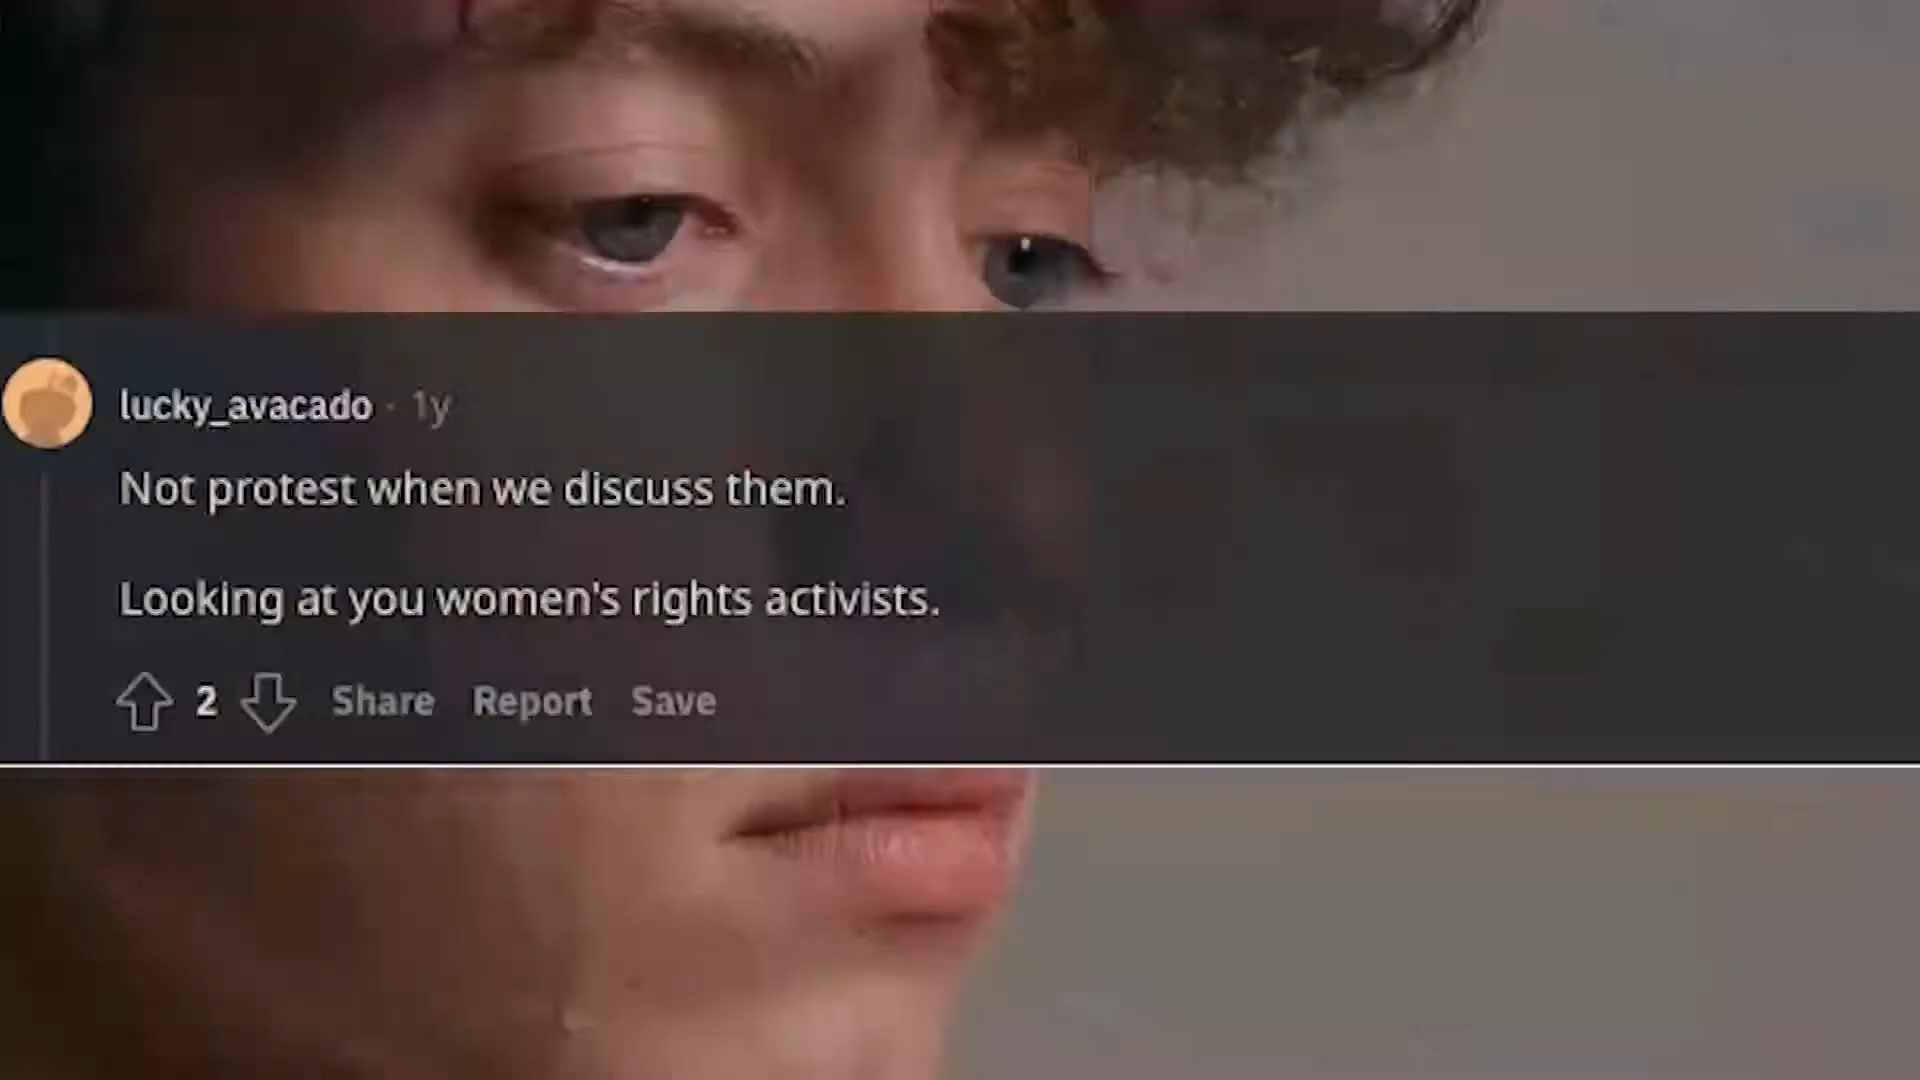 lucky_avacado · 1y
Not protest when we discuss them.
Looking at you women's rights activists.
2 Share Report Save